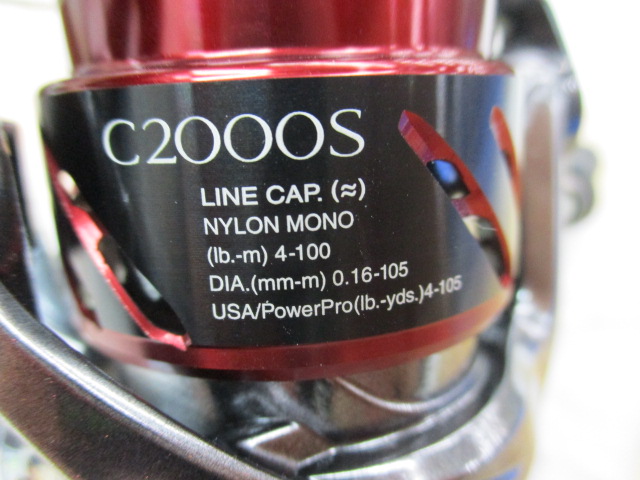 C2000S
LINE CAP. (≈)
NYLON MONO
(lb.-m) 4-100
DIA.(mm-m) 0.16-105
USA/PowerPro(lb.-yds.)4-105